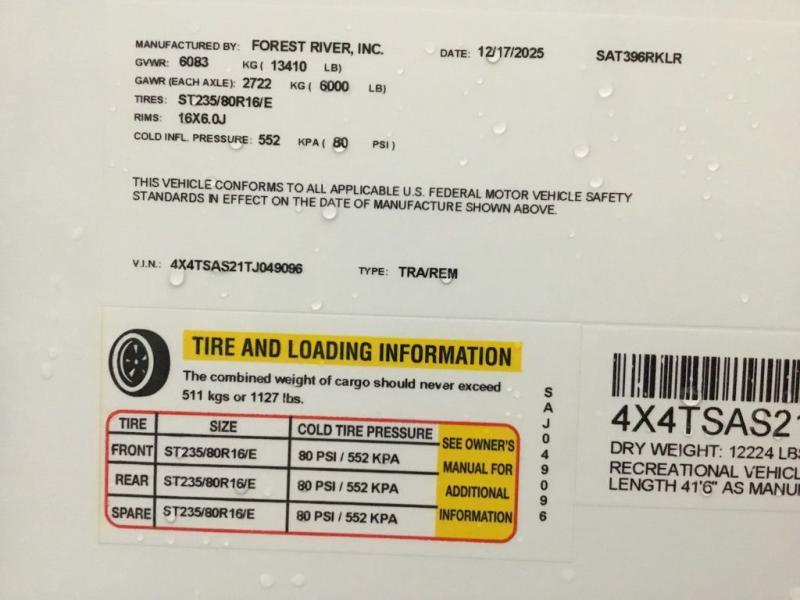 MANUFACTURED BY: FOREST RIVER, INC. DATE: 12/17/2025 SAT396RKLR
GVWR: 6083 KG ( 13410 LB)
GAWR (EACH AXLE): 2722 KG ( 6000 LB)
TIRES: ST235/80R16/E
RIMS: 16X6.0J
COLD INFL. PRESSURE: 552 KPA ( 80 PSI )
THIS VEHICLE CONFORMS TO ALL APPLICABLE U.S. FEDERAL MOTOR VEHICLE SAFETY
STANDARDS IN EFFECT ON THE DATE OF MANUFACTURE SHOWN ABOVE.
V.I.N.: 4X4TSAS21TJ049096 TYPE: TRA/REM
TIRE AND LOADING INFORMATION
The combined weight of cargo should never exceed
511 kgs or 1127 lbs.
TIRE SIZE COLD TIRE PRESSURE
FRONT ST235/80R16/E 80 PSI / 552 KPA
REAR ST235/80R16/E 80 PSI / 552 KPA
SPARE ST235/80R16/E 80 PSI / 552 KPA
SEE OWNER'S
MANUAL FOR
ADDITIONAL
INFORMATION
SAJ049096
4X4TSAS21
DRY WEIGHT: 12224 LBS
RECREATIONAL VEHICL
LENGTH 41'6" AS MANU